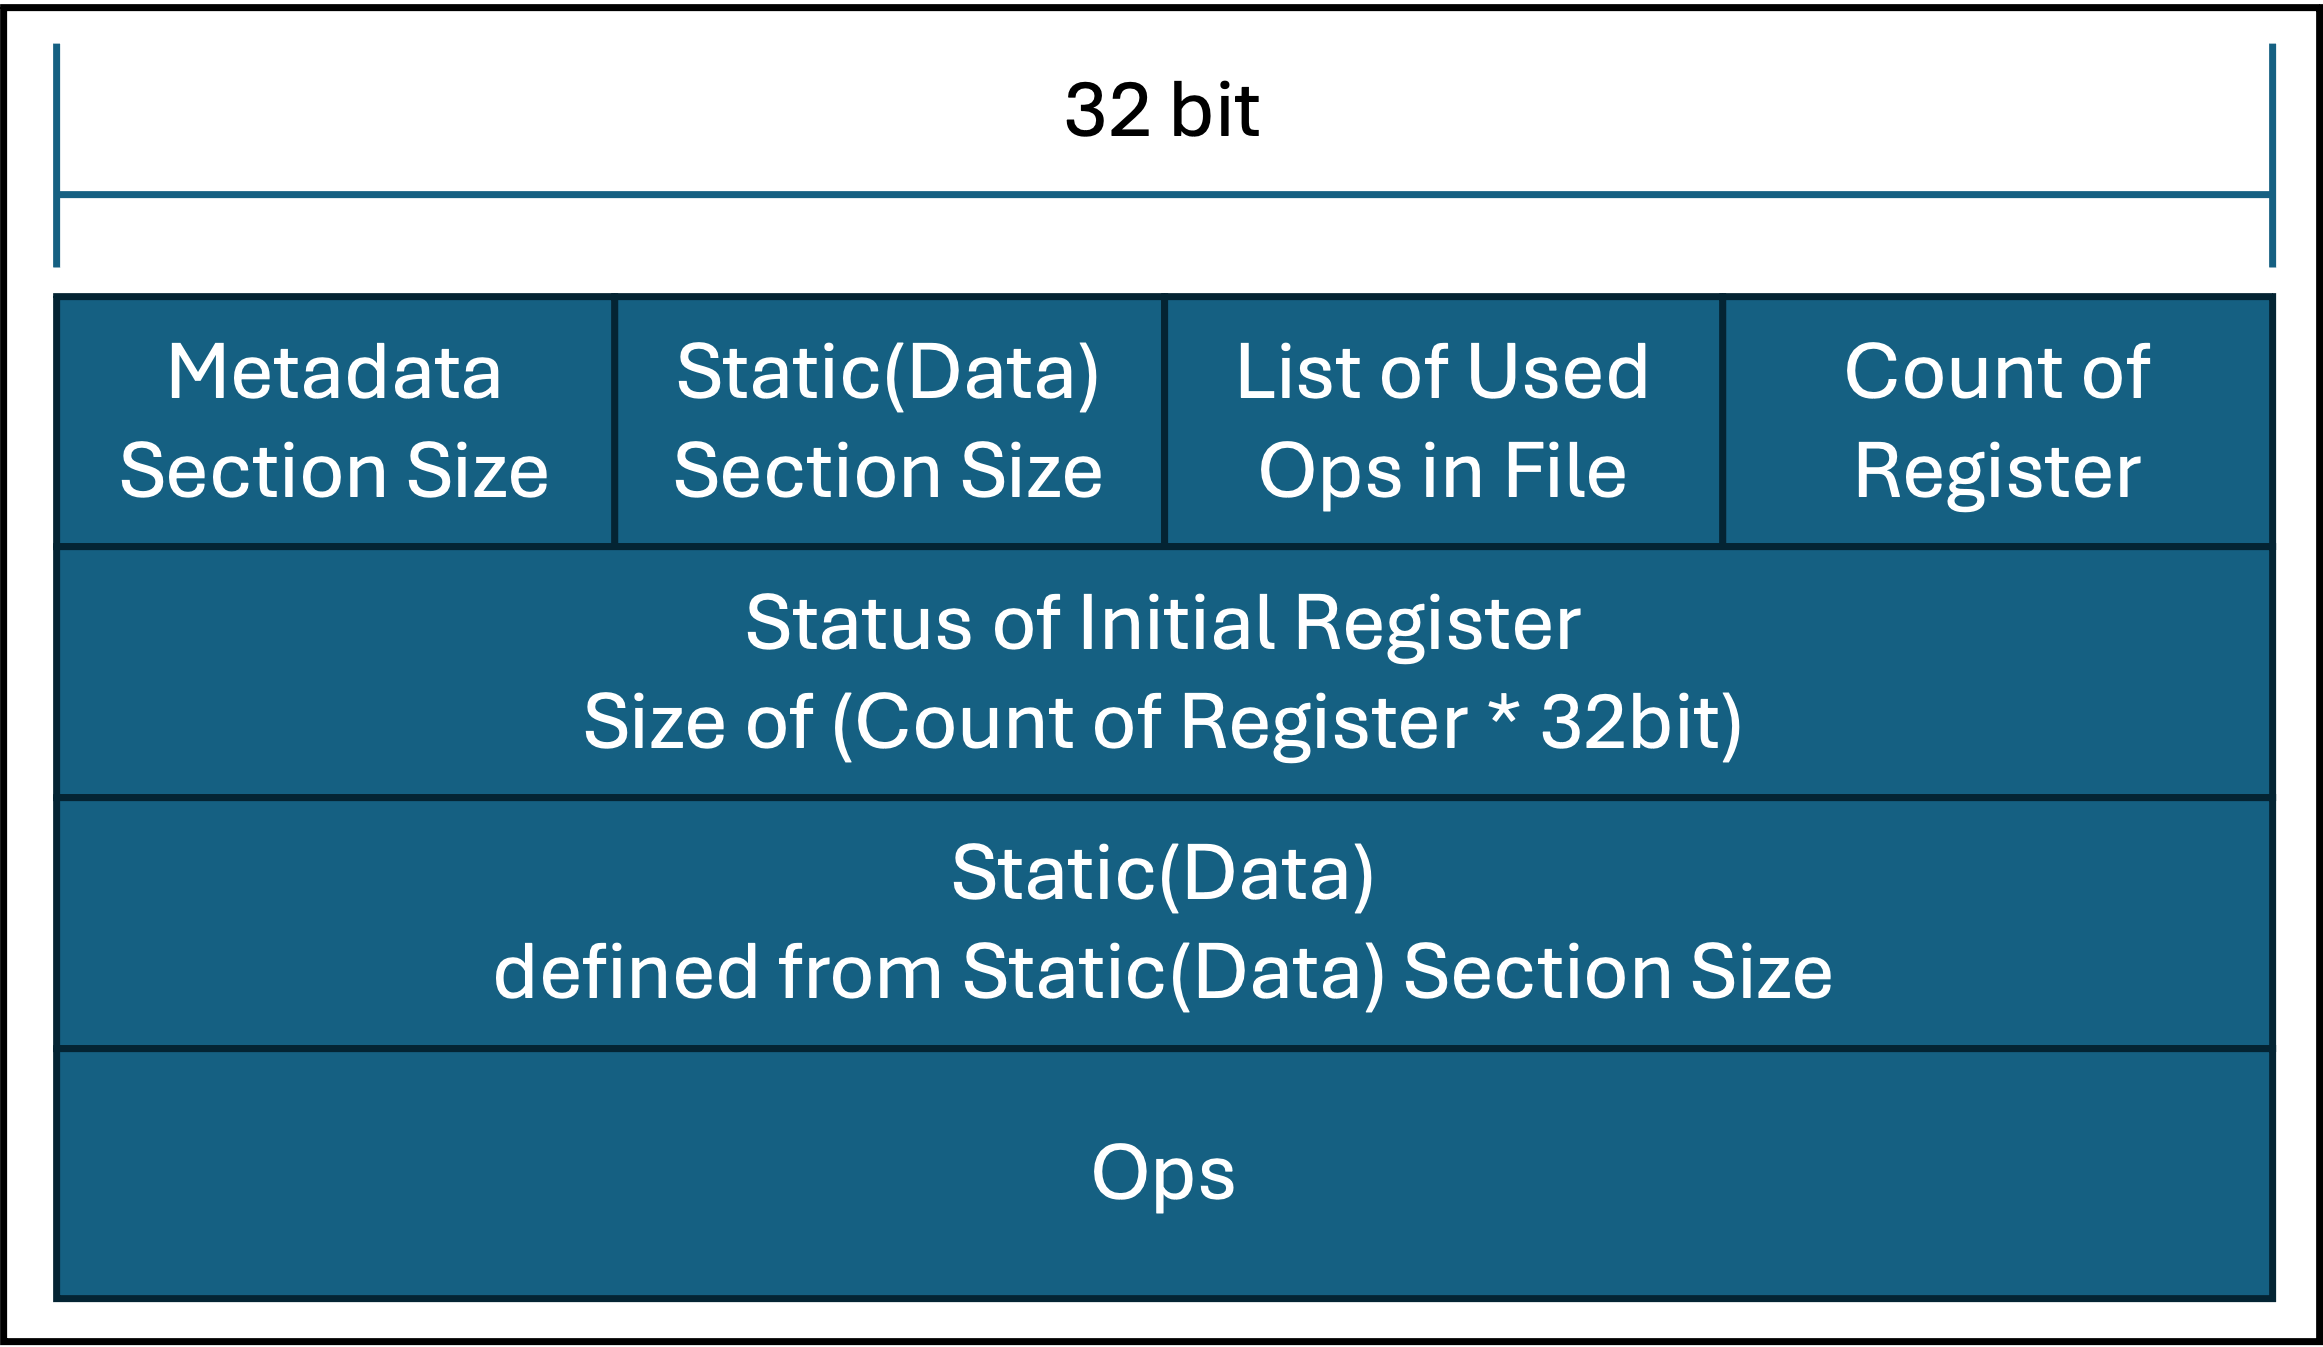 32 bit
Metadata
Section Size
Static(Data)
Section Size
List of Used
Ops in File
Count of
Register
Status of Initial Register
Size of (Count of Register * 32bit)
Static(Data)
defined from Static(Data) Section Size
Ops